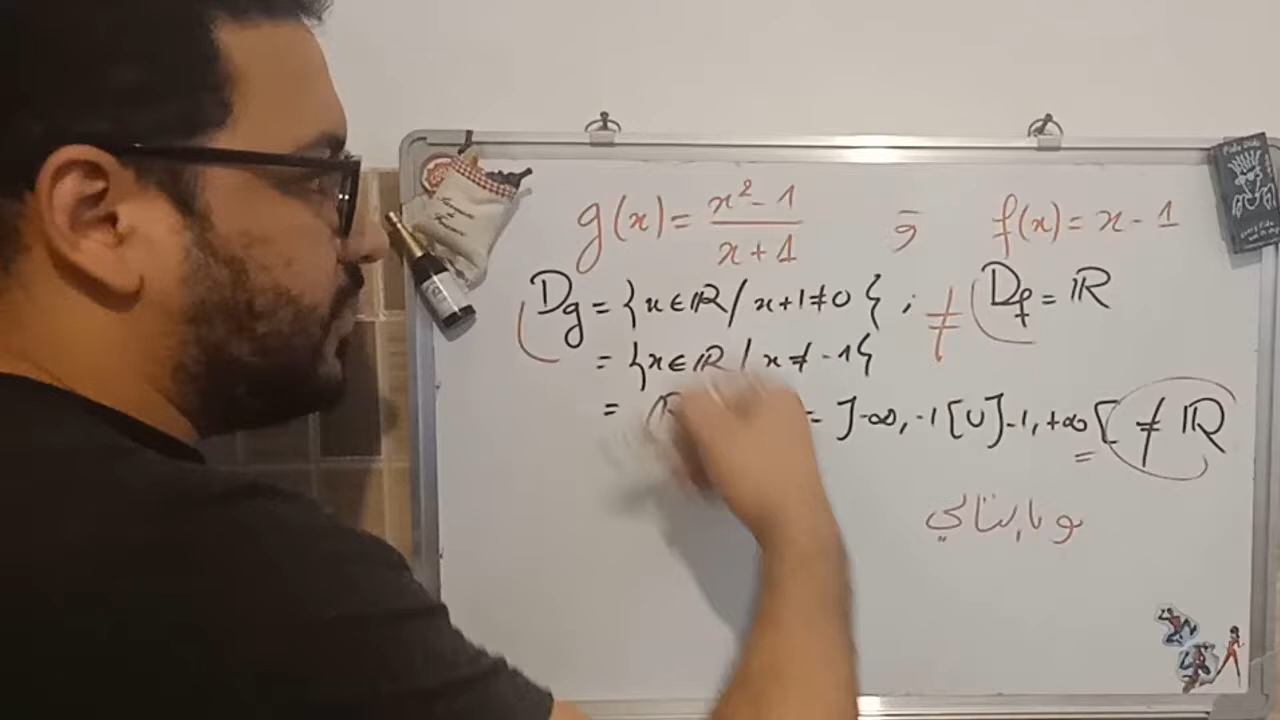 g(x) = (x² - 1)/(x + 1) و f(x) = x - 1
Dg = {x ∈ ℝ / x + 1 ≠ 0 { ; ≠ Df = ℝ
= {x ∈ ℝ / x ≠ -1{
= ℝ = ]-∞, -1[ ∪ ]-1, +∞[ ≠ ℝ
وبالتالي